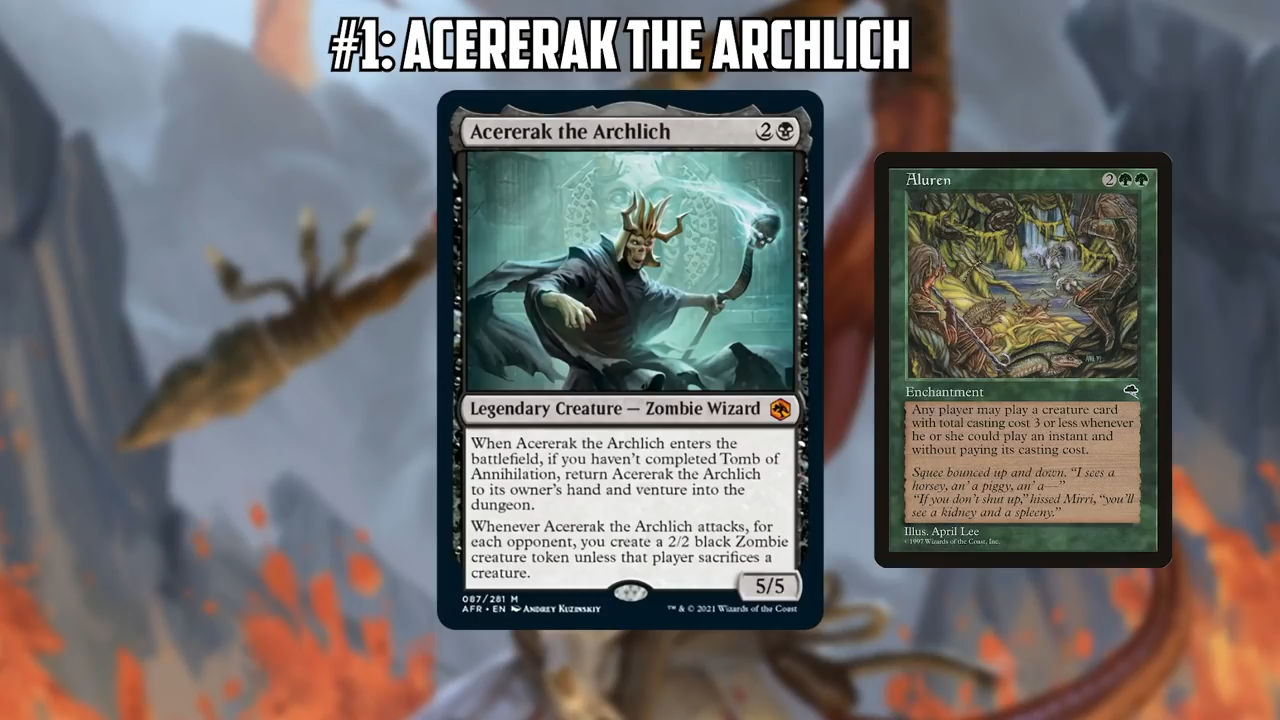 #1: ACERERAK THE ARCHLICH
Acererak the Archlich 2
Legendary Creature — Zombie Wizard
When Acererak the Archlich enters the
battlefield, if you haven't completed Tomb of
Annihilation, return Acererak the Archlich
to its owner's hand and venture into the
dungeon.
Whenever Acererak the Archlich attacks, for
each opponent, you create a 2/2 black Zombie
creature token unless that player sacrifices a
creature.
5/5
087/281 M
AFR • EN ANDREY KUZINSKIY
™ & © 2021 Wizards of the Coast
Aluren 2
Enchantment
Any player may play a creature card
with total casting cost 3 or less whenever
he or she could play an instant and
without paying its casting cost.
Squee bounced up and down. "I sees a
horsey, an' a piggy, an' a—"
"If you don't shut up," hissed Mirri, "you'll
see a kidney and a spleeny."
Illus. April Lee
©1997 Wizards of the Coast, Inc.